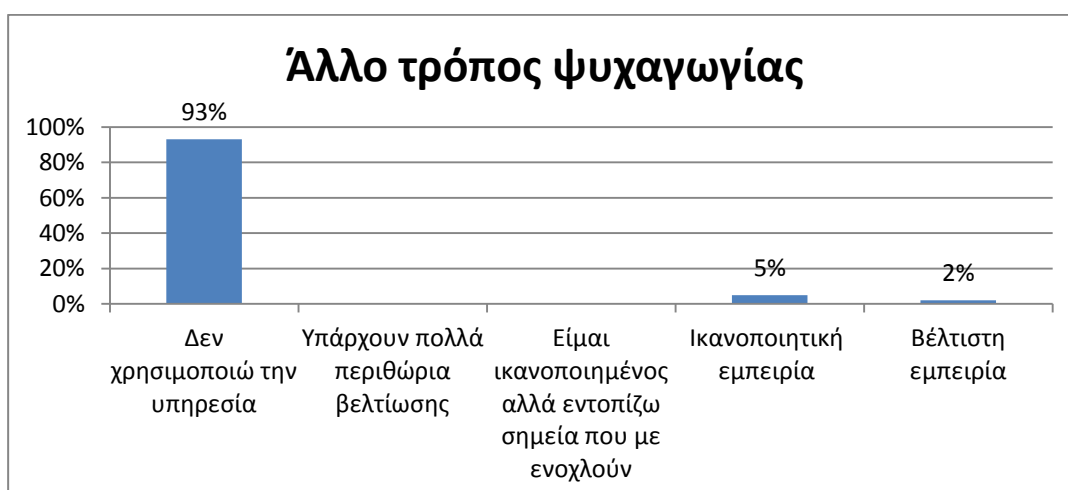 Άλλο τρόπος ψυχαγωγίας
93%
100%
80%
60%
40%
20%
0%
5%
2%
Δεν
χρησιμοποιώ την
υπηρεσία
Υπάρχουν πολλά
περιθώρια
βελτίωσης
Είμαι
ικανοποιημένος
αλλά εντοπίζω
σημεία που με
ενοχλούν
Ικανοποιητική
εμπειρία
Βέλτιστη
εμπειρία